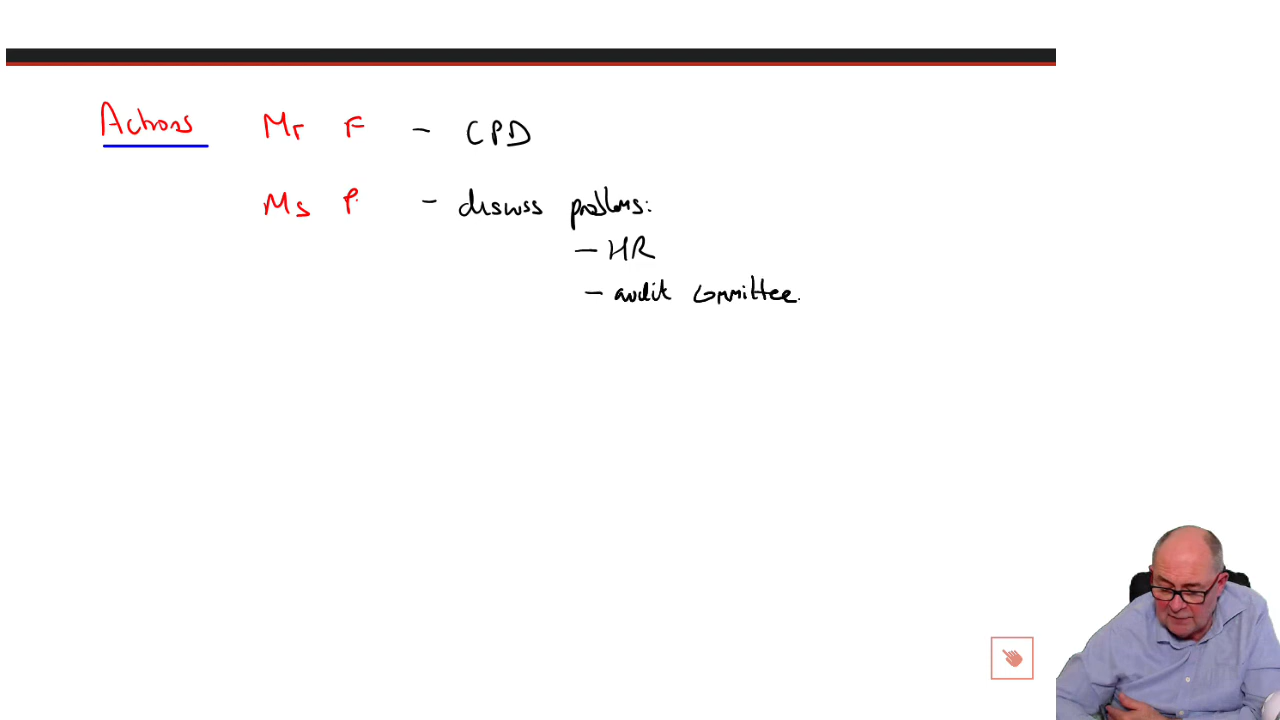 Actions Mr F - CPD
Ms P. - discuss problems:
- HR
- audit committee.